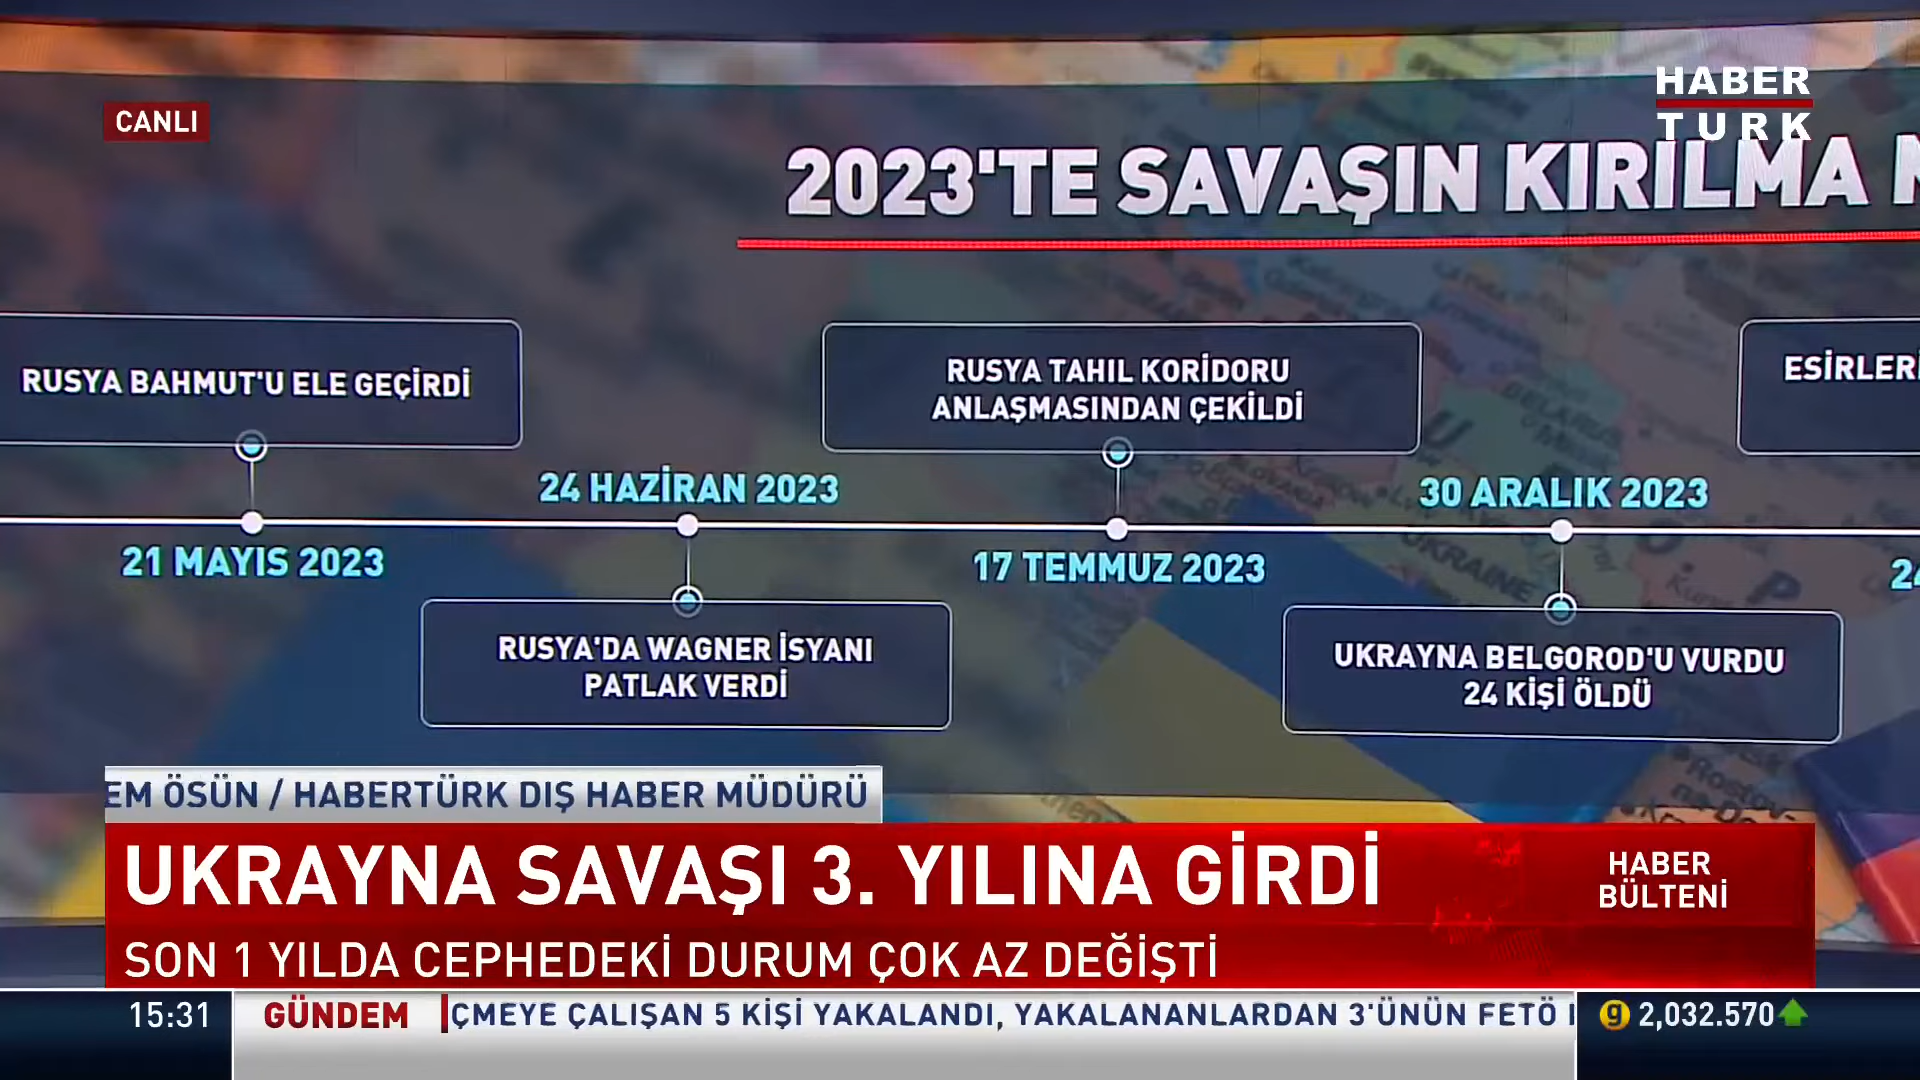 HABER
TURK
CANLI
2023'TE SAVAŞIN KIRILMA
RUSYA BAHMUT'U ELE GEÇİRDİ
RUSYA TAHIL KORİDORU
ANLAŞMASINDAN ÇEKİLDİ
ESİRLERİ
24 HAZİRAN 2023
30 ARALIK 2023
21 MAYIS 2023
17 TEMMUZ 2023
24
RUSYA'DA WAGNER İSYANI
PATLAK VERDİ
UKRAYNA BELGOROD'U VURDU
24 KİŞİ ÖLDÜ
EM ÖSÜN / HABERTÜRK DIŞ HABER MÜDÜRÜ
UKRAYNA SAVAŞI 3. YILINA GİRDİ
HABER
BÜLTENİ
SON 1 YILDA CEPHEDEKİ DURUM ÇOK AZ DEĞİŞTİ
15:31
GÜNDEM
ÇMEYE ÇALIŞAN 5 KİŞİ YAKALANDI, YAKALANANLARDAN 3'ÜNÜN FETÖ
2,032.570